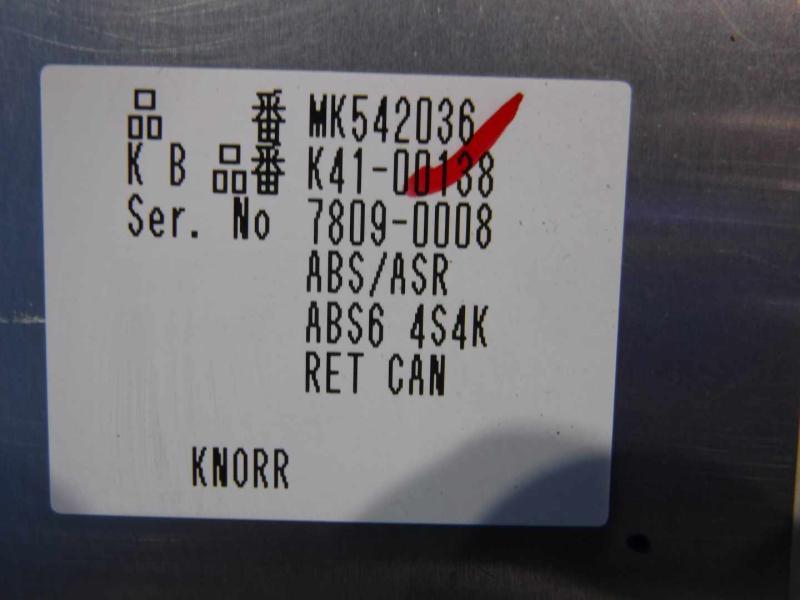 品 番 MK542036
K B 品番 K41-00138
Ser. No 7809-0008
ABS/ASR
ABS6 4S4K
RET CAN
KNORR